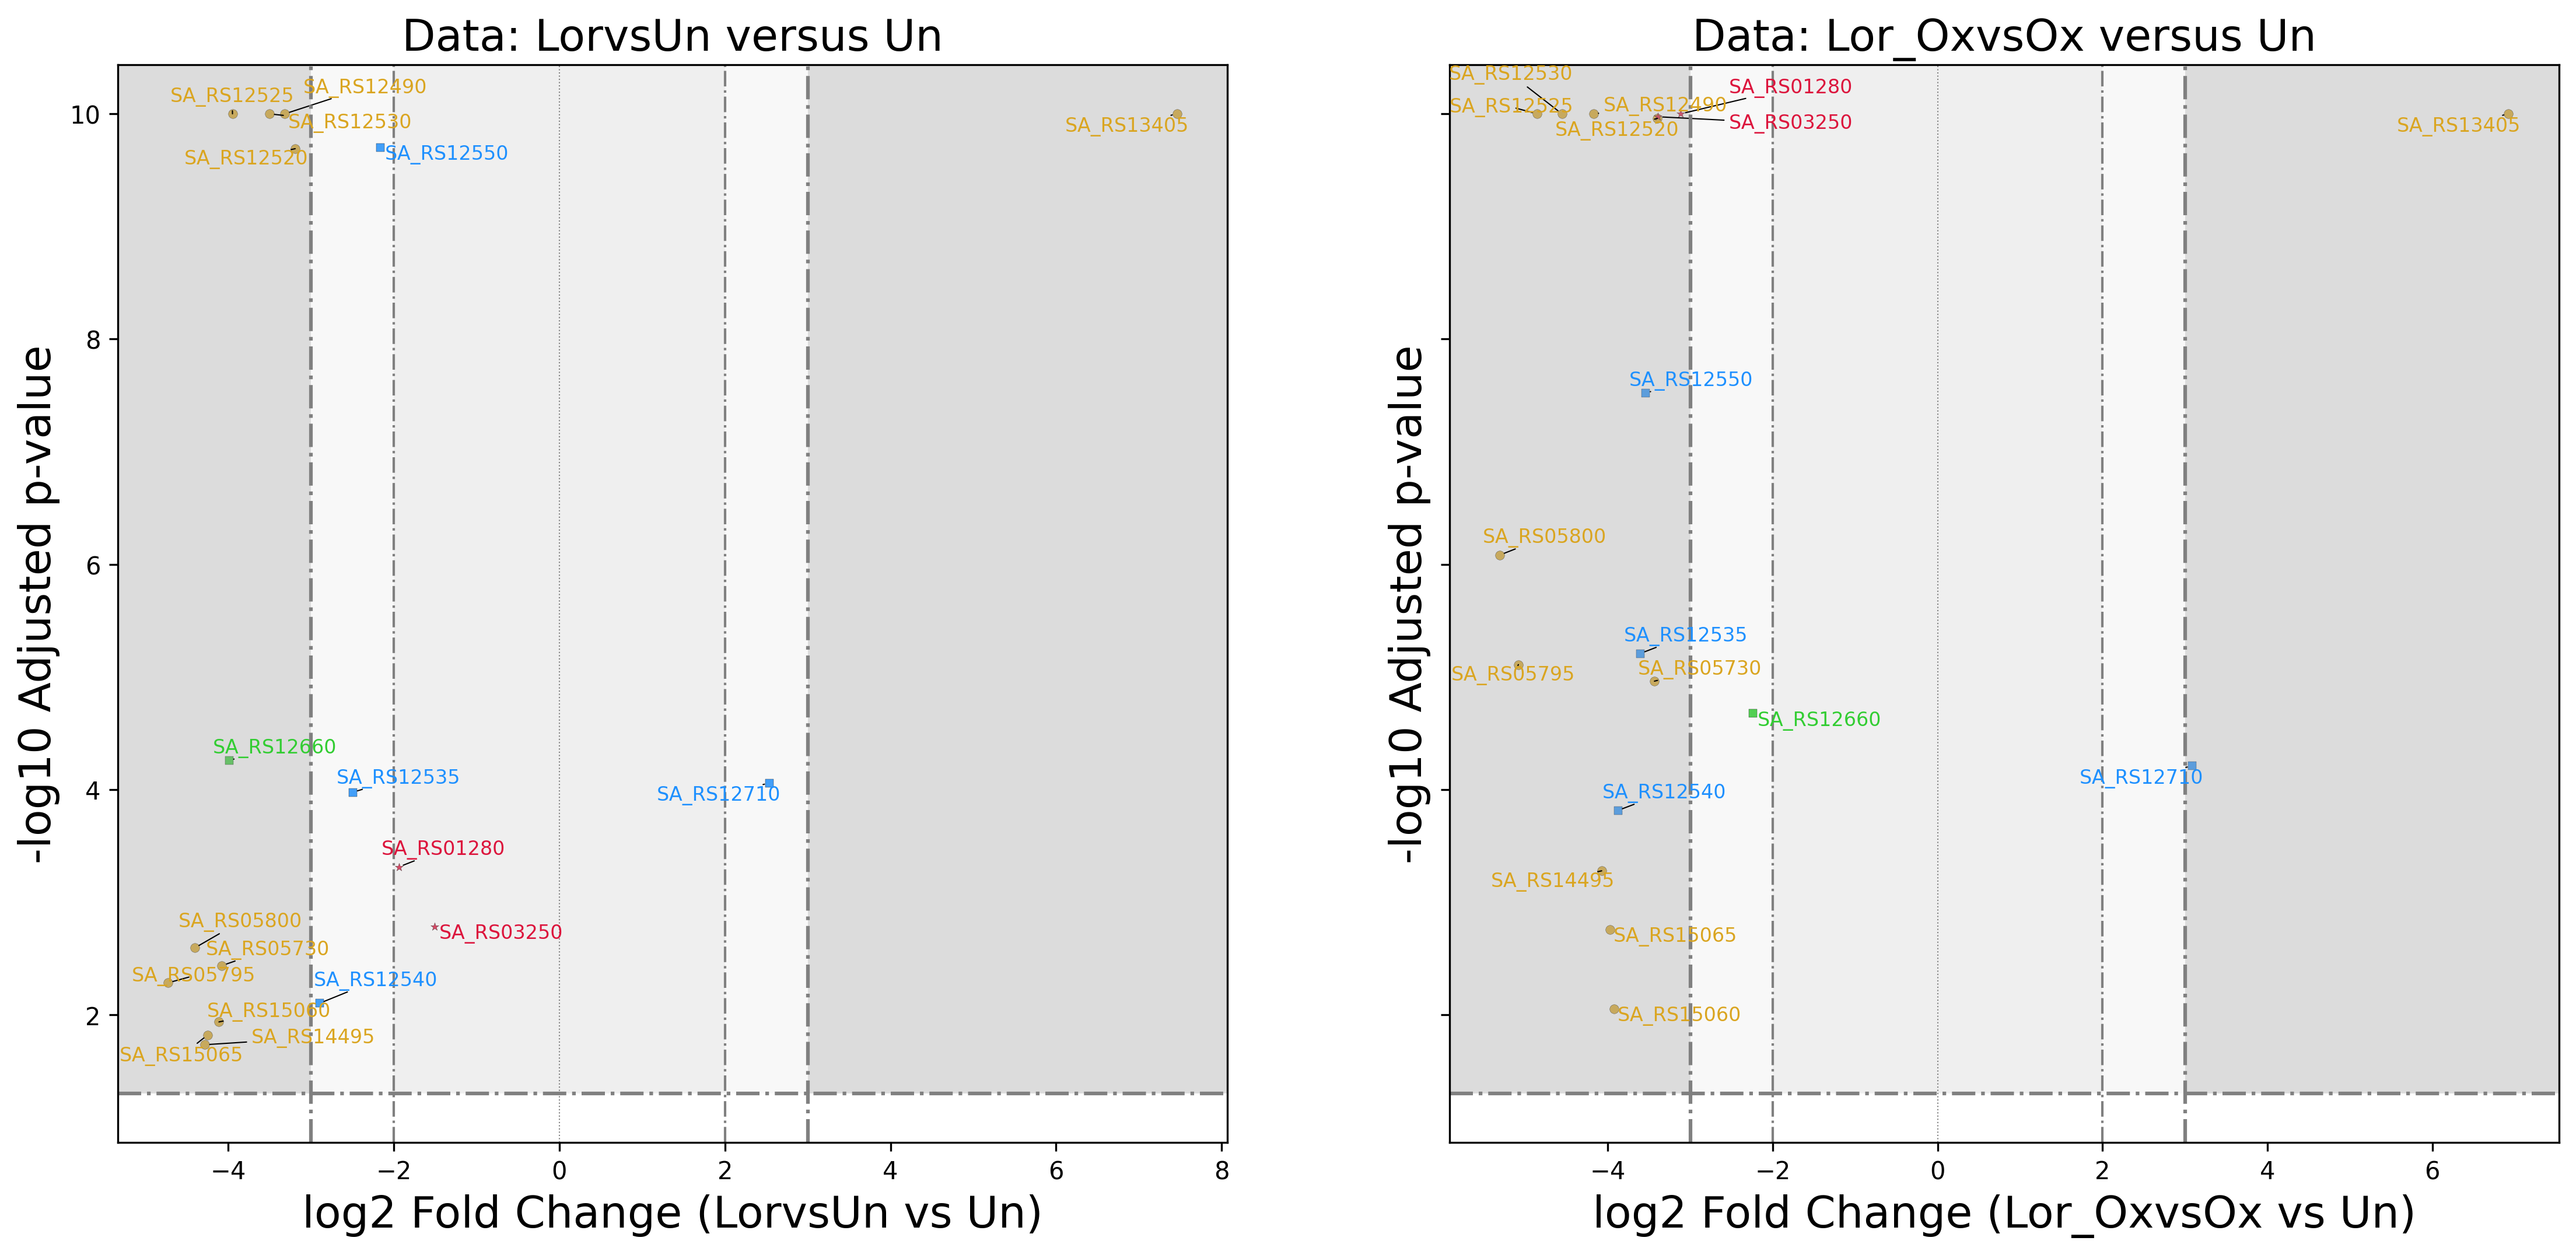 Data: LorvsUn versus Un
SA_RS12490
SA_RS12525
SA_RS12530
SA_RS13405
SA_RS12520
SA_RS12550
SA_RS12660
SA_RS12535
SA_RS12710
SA_RS01280
SA_RS05800
SA_RS03250
SA_RS05730
SA_RS05795
SA_RS12540
SA_RS15060
SA_RS14495
SA_RS15065
10
8
6
4
2
-log10 Adjusted p-value
−4
−2
0
2
4
6
8
log2 Fold Change (LorvsUn vs Un)
Data: Lor_OxvsOx versus Un
SA_RS12530
SA_RS01280
SA_RS12525
SA_RS12490
SA_RS03250
SA_RS12520
SA_RS13405
SA_RS12550
SA_RS05800
SA_RS12535
SA_RS05730
SA_RS05795
SA_RS12660
SA_RS12710
SA_RS12540
SA_RS14495
SA_RS15065
SA_RS15060
-log10 Adjusted p-value
−4
−2
0
2
4
6
log2 Fold Change (Lor_OxvsOx vs Un)